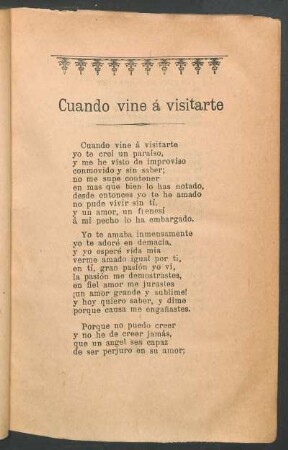 Cuando vine á visitarte
Cuando vine á visitarte
yo te creí un paraíso,
y me he visto de improviso
conmovido y sin saber;
no me supe contener
en mas que bien lo has notado,
desde entonces yo te he amado
no pude vivir sin tí,
y un amor, un frenesí
á mi pecho lo ha embargado.
Yo te amaba inmensamente
yo te adoré en demacía,
y yo esperé vida mia
verme amado igual por tí,
en tí, gran pasión yo ví,
la pasión me demostrastes,
en fiel amor me jurastes
¡un amor grande y sublime!
y hoy quiero saber, y dime
porque causa me engañastes.
Porque no puedo creer
y no he de creer jamás,
que un angel ses capaz
de ser perjuro en su amor;